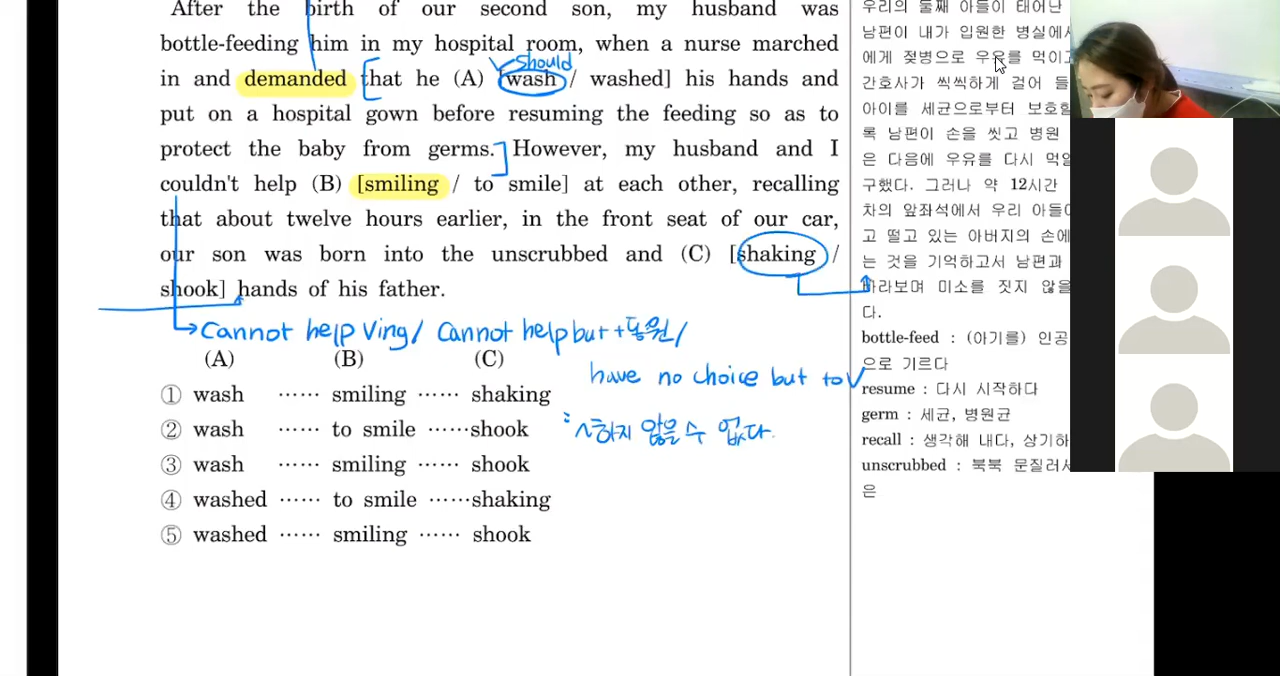 After the birth of our second son, my husband was
bottle-feeding him in my hospital room, when a nurse marched
should
in and demanded that he (A) [wash / washed] his hands and
put on a hospital gown before resuming the feeding so as to
protect the baby from germs. However, my husband and I
couldn't help (B) [smiling / to smile] at each other, recalling
that about twelve hours earlier, in the front seat of our car,
our son was born into the unscrubbed and (C) [shaking /
shook] hands of his father.
Cannot help Ving/ Cannot help but + 동원/
have no choice but to V
: ~하지 않을 수 없다.
(A) (B) (C)
① wash ...... smiling ...... shaking
② wash ...... to smile ......shook
③ wash ...... smiling ...... shook
④ washed ...... to smile ......shaking
⑤ washed ...... smiling ...... shook
우리의 둘째 아들이 태어난
남편이 내가 입원한 병실에서
에게 젖병으로 우유를 먹이고
간호사가 씩씩하게 걸어 들
아이를 세균으로부터 보호할
록 남편이 손을 씻고 병원
은 다음에 우유를 다시 먹일
구했다. 그러나 약 12시간
차의 앞좌석에서 우리 아들이
고 떨고 있는 아버지의 손에
는 것을 기억하고서 남편과
바라보며 미소를 짓지 않을
다.
bottle-feed : (아기를) 인공
으로 기르다
resume : 다시 시작하다
germ : 세균, 병원균
recall : 생각해 내다, 상기하
unscrubbed : 북북 문질러서
은